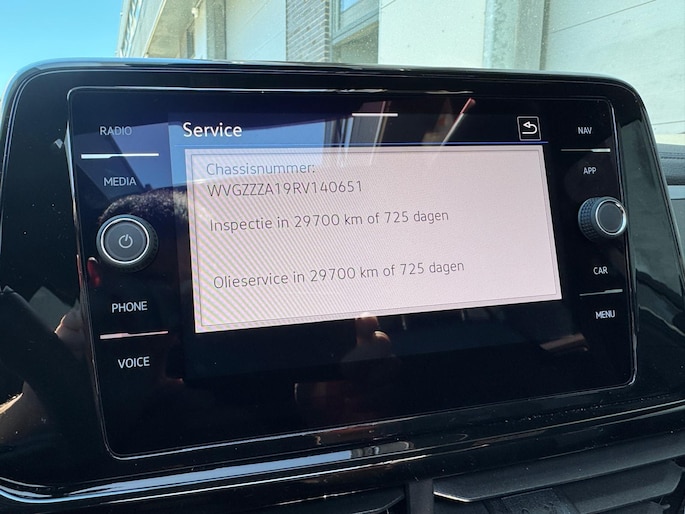 RADIO
MEDIA
PHONE
VOICE
Service
Chassisnummer:
WVGZZZA19RV140651
Inspectie in 29700 km of 725 dagen
Olieservice in 29700 km of 725 dagen
NAV
APP
CAR
MENU